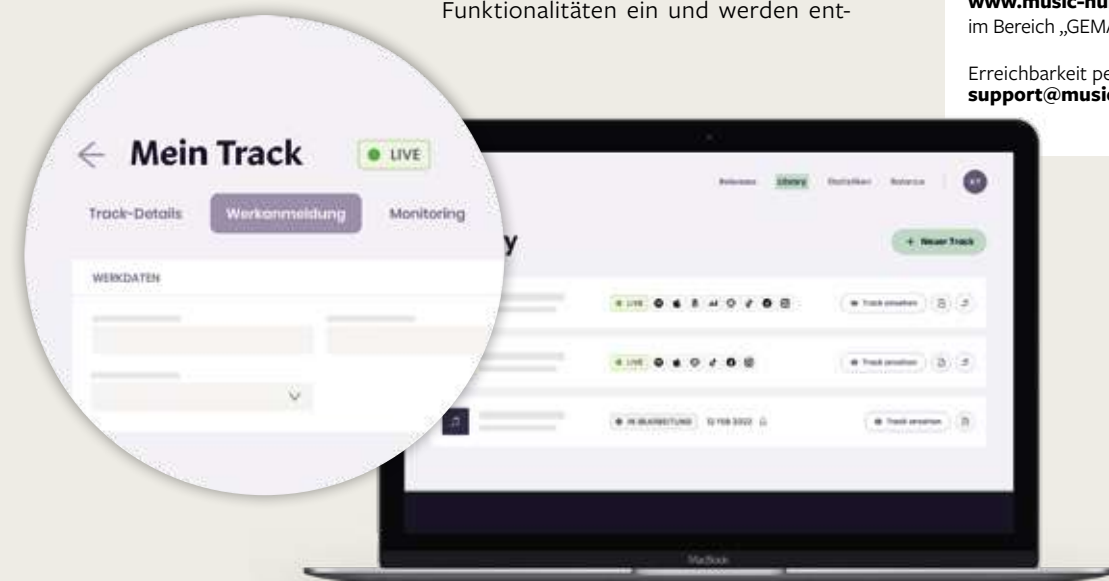 Funktionalitäten ein und werden ent-
www.music-hu
im Bereich „GEMA
Erreichbarkeit pe
support@music
← Mein Track
LIVE
Track-Details Werkanmeldung Monitoring
WERKDATEN
y
Releases Library Statistiken Balance
+ Neuer Track
LIVE
Track ansehen
LIVE
Track ansehen
IN BEARBEITUNG 12 FEB 2022
Track ansehen
MacBook